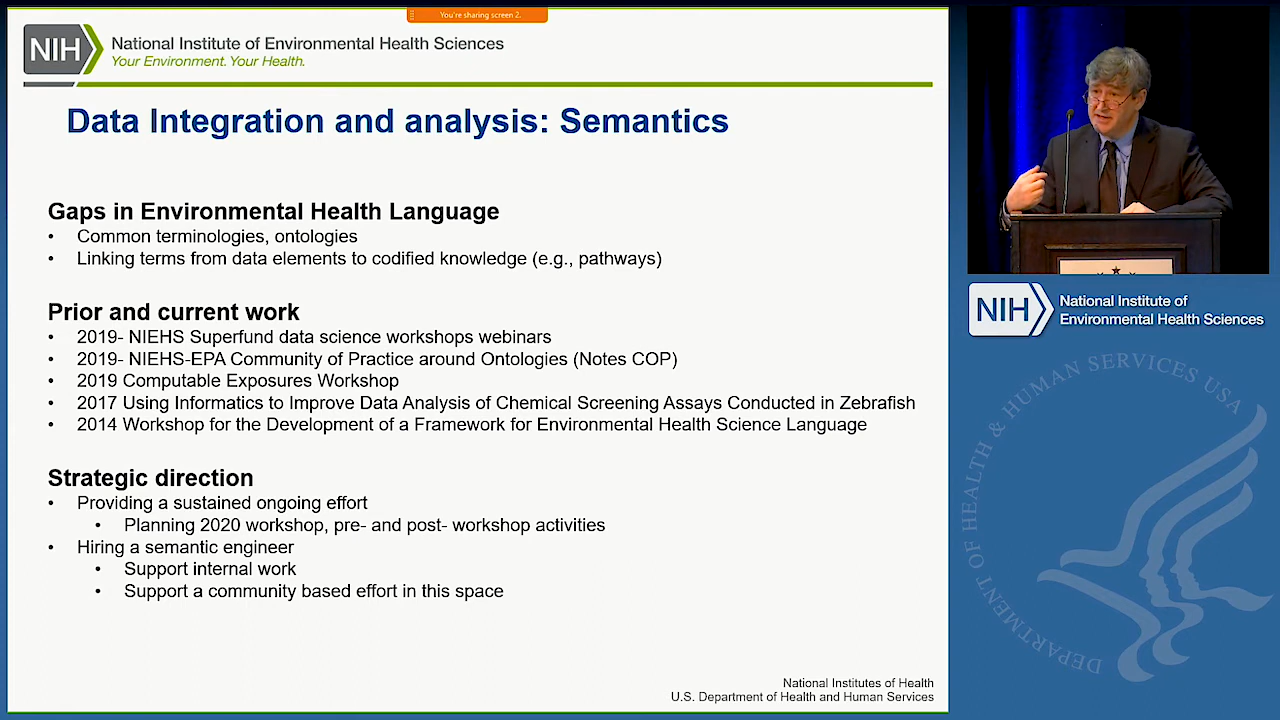 You're sharing screen 2.
NIH
National Institute of Environmental Health Sciences
Your Environment. Your Health.
Data Integration and analysis: Semantics
Gaps in Environmental Health Language
• Common terminologies, ontologies
• Linking terms from data elements to codified knowledge (e.g., pathways)
Prior and current work
• 2019- NIEHS Superfund data science workshops webinars
• 2019- NIEHS-EPA Community of Practice around Ontologies (Notes COP)
• 2019 Computable Exposures Workshop
• 2017 Using Informatics to Improve Data Analysis of Chemical Screening Assays Conducted in Zebrafish
• 2014 Workshop for the Development of a Framework for Environmental Health Science Language
Strategic direction
• Providing a sustained ongoing effort
• Planning 2020 workshop, pre- and post- workshop activities
• Hiring a semantic engineer
• Support internal work
• Support a community based effort in this space
National Institutes of Health
U.S. Department of Health and Human Services
NIH
National Institute of
Environmental Health Sciences
DEPARTMENT OF HEALTH & HUMAN SERVICES USA